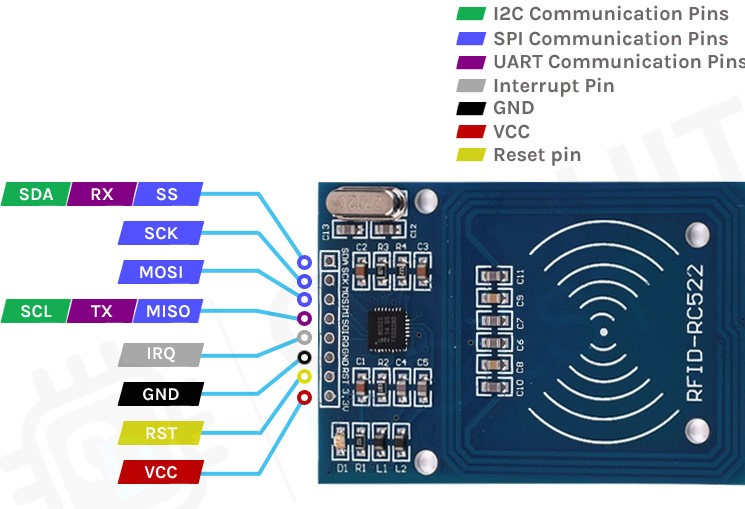 I2C Communication Pins
SPI Communication Pins
UART Communication Pins
Interrupt Pin
GND
VCC
Reset pin
SDA RX SS
SCK
MOSI
SCL TX MISO
IRQ
GND
RST
VCC
C13
C12
C2 R3 R4 C3
SDA SCK MOSI MISO IRQ GND RST 3.3V
C1 R2 C4 C5
D1 R1 L1 L2
C11
C9
C7
C6
C8
C10
RFID-RC522